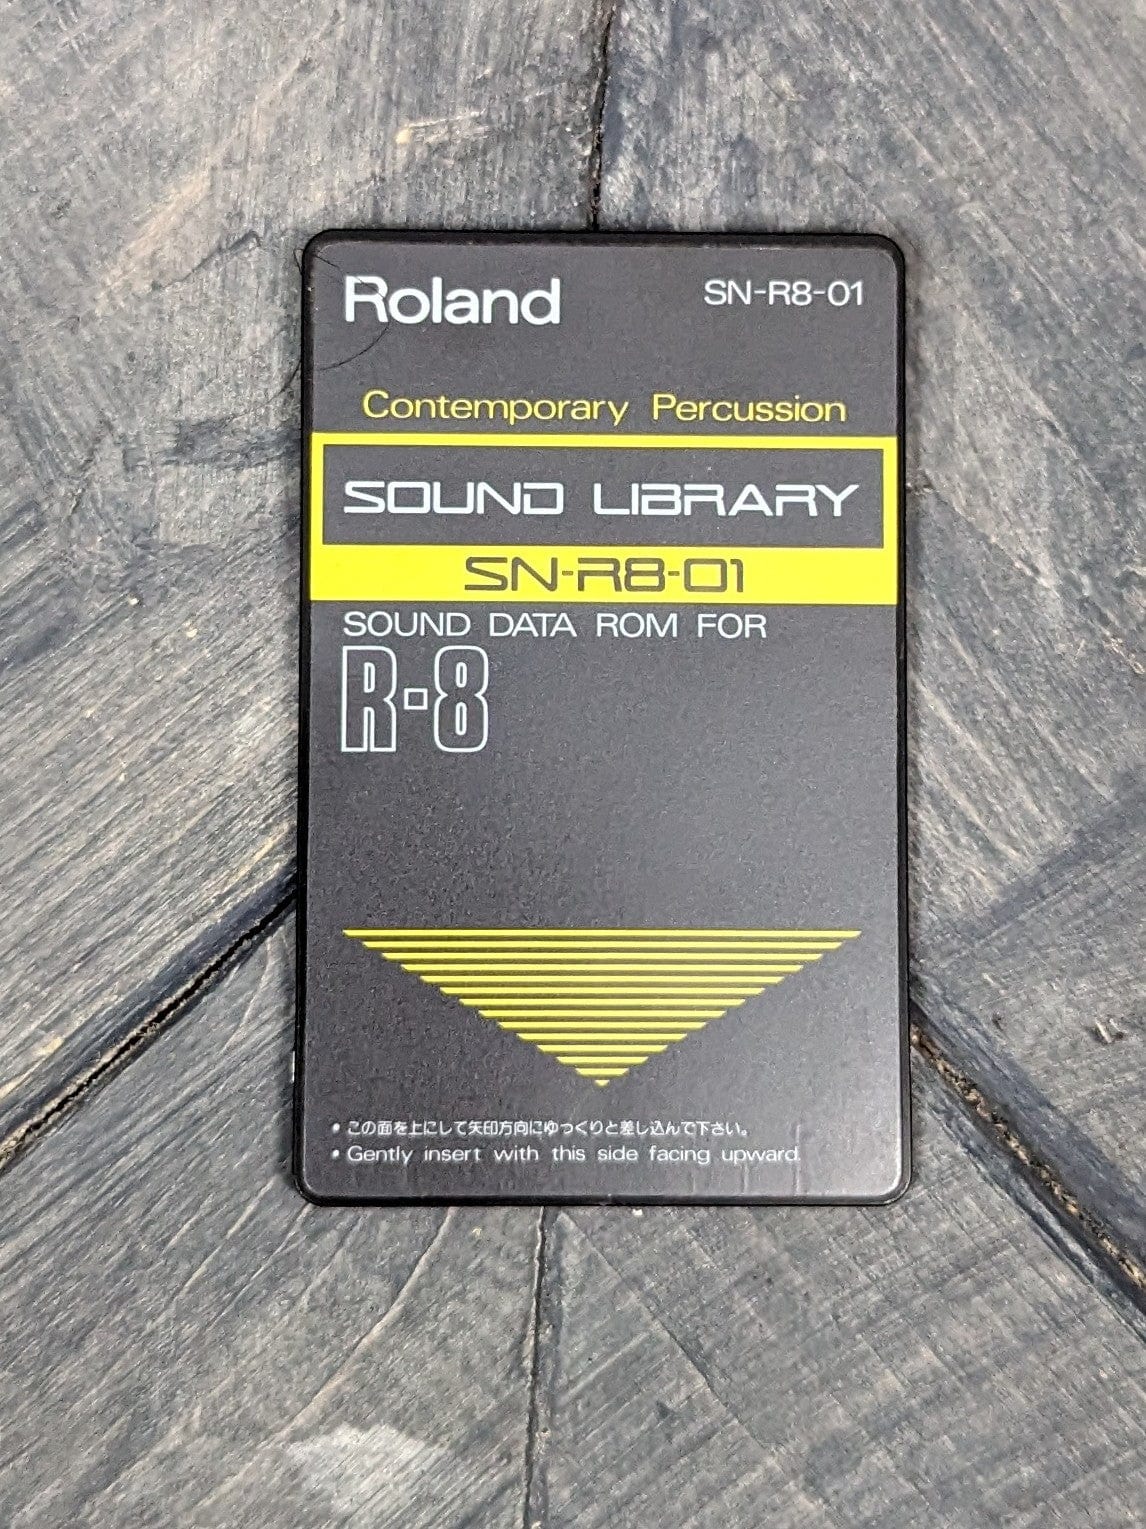 Roland
SN-R8-01
Contemporary Percussion
SOUND LIBRARY
SN-R8-01
SOUND DATA ROM FOR
R-8
• この面を上にして矢印方向にゆっくりと差し込んで下さい。
• Gently insert with this side facing upward.